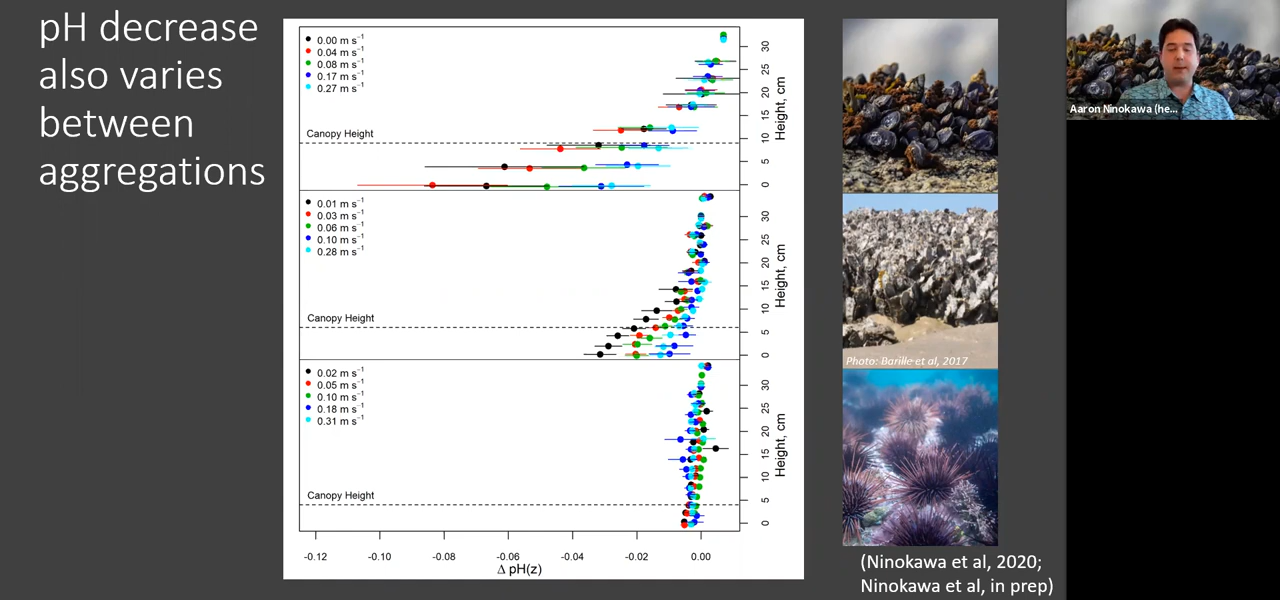 pH decrease
also varies
between
aggregations
0.00 m s⁻¹
0.04 m s⁻¹
0.08 m s⁻¹
0.17 m s⁻¹
0.27 m s⁻¹
Canopy Height
30
25
20
15
10
5
0
Height, cm
0.01 m s⁻¹
0.03 m s⁻¹
0.06 m s⁻¹
0.10 m s⁻¹
0.28 m s⁻¹
Canopy Height
30
25
20
15
10
5
0
Height, cm
0.02 m s⁻¹
0.05 m s⁻¹
0.10 m s⁻¹
0.18 m s⁻¹
0.31 m s⁻¹
Canopy Height
30
25
20
15
10
5
0
Height, cm
-0.12 -0.10 -0.08 -0.06 -0.04 -0.02 0.00
Δ pH(z)
Photo: Barille et al, 2017
(Ninokawa et al, 2020;
Ninokawa et al, in prep)
Aaron Ninokawa (he...